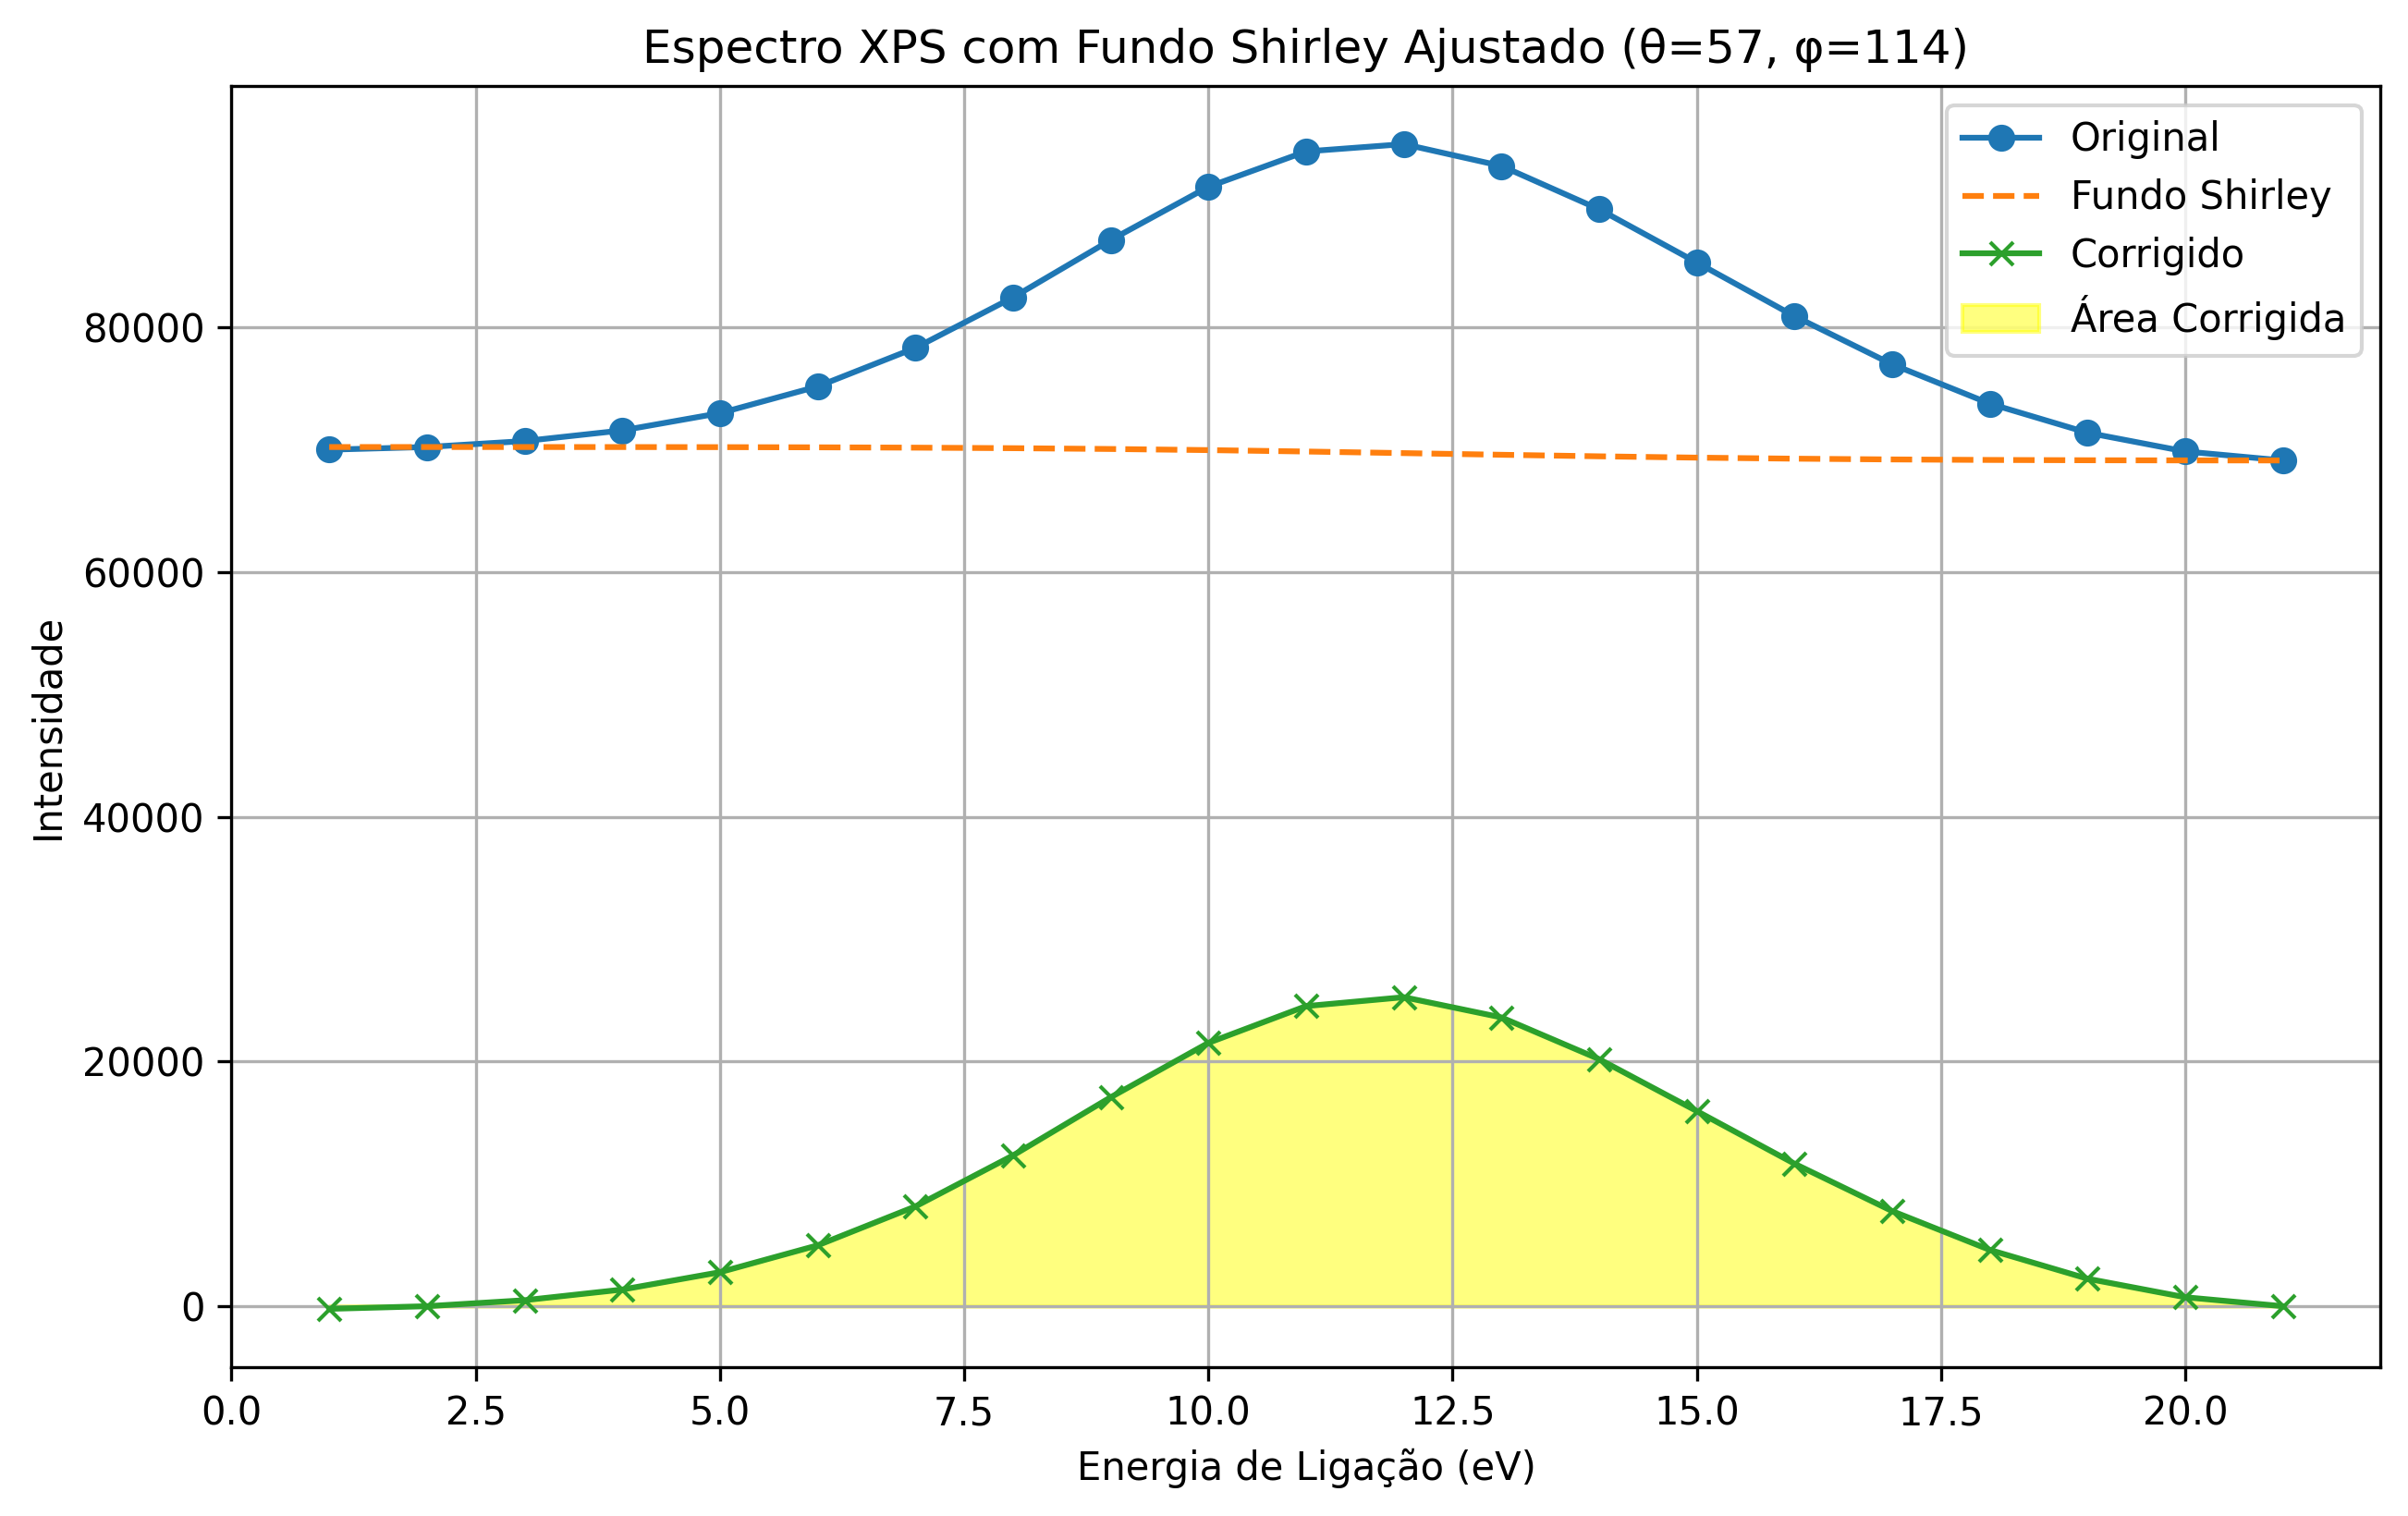 Espectro XPS com Fundo Shirley Ajustado (θ=57, φ=114)
Original
Fundo Shirley
Corrigido
Área Corrigida
Intensidade
80000
60000
40000
20000
0
0.0 2.5 5.0 7.5 10.0 12.5 15.0 17.5 20.0
Energia de Ligação (eV)